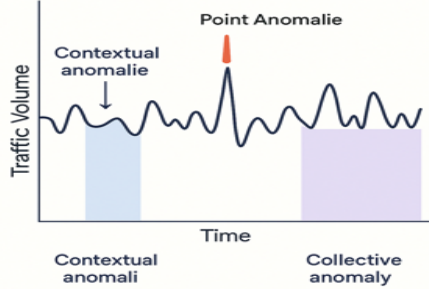 Point Anomalie
Contextual
anomalie
Traffic Volume
Time
Contextual
anomali
Collective
anomaly